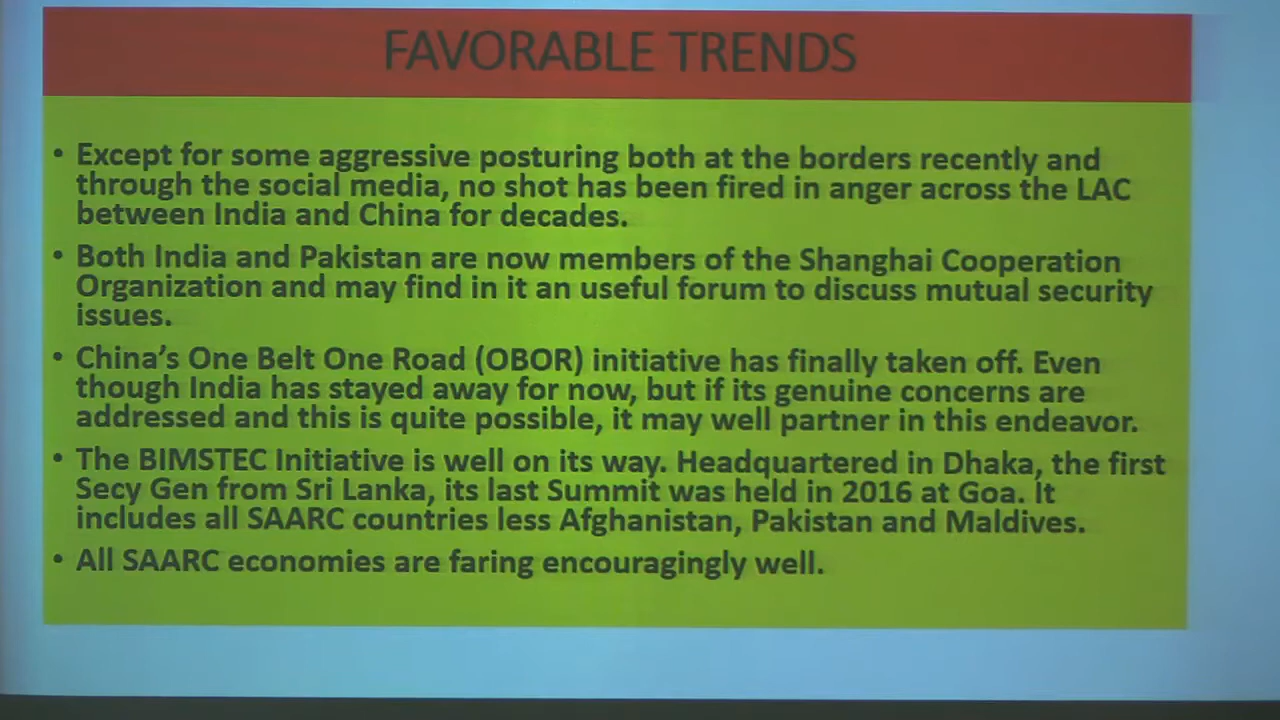 FAVORABLE TRENDS
• Except for some aggressive posturing both at the borders recently and
through the social media, no shot has been fired in anger across the LAC
between India and China for decades.
• Both India and Pakistan are now members of the Shanghai Cooperation
Organization and may find in it an useful forum to discuss mutual security
issues.
• China's One Belt One Road (OBOR) initiative has finally taken off. Even
though India has stayed away for now, but if its genuine concerns are
addressed and this is quite possible, it may well partner in this endeavor.
• The BIMSTEC Initiative is well on its way. Headquartered in Dhaka, the first
Secy Gen from Sri Lanka, its last Summit was held in 2016 at Goa. It
includes all SAARC countries less Afghanistan, Pakistan and Maldives.
• All SAARC economies are faring encouragingly well.